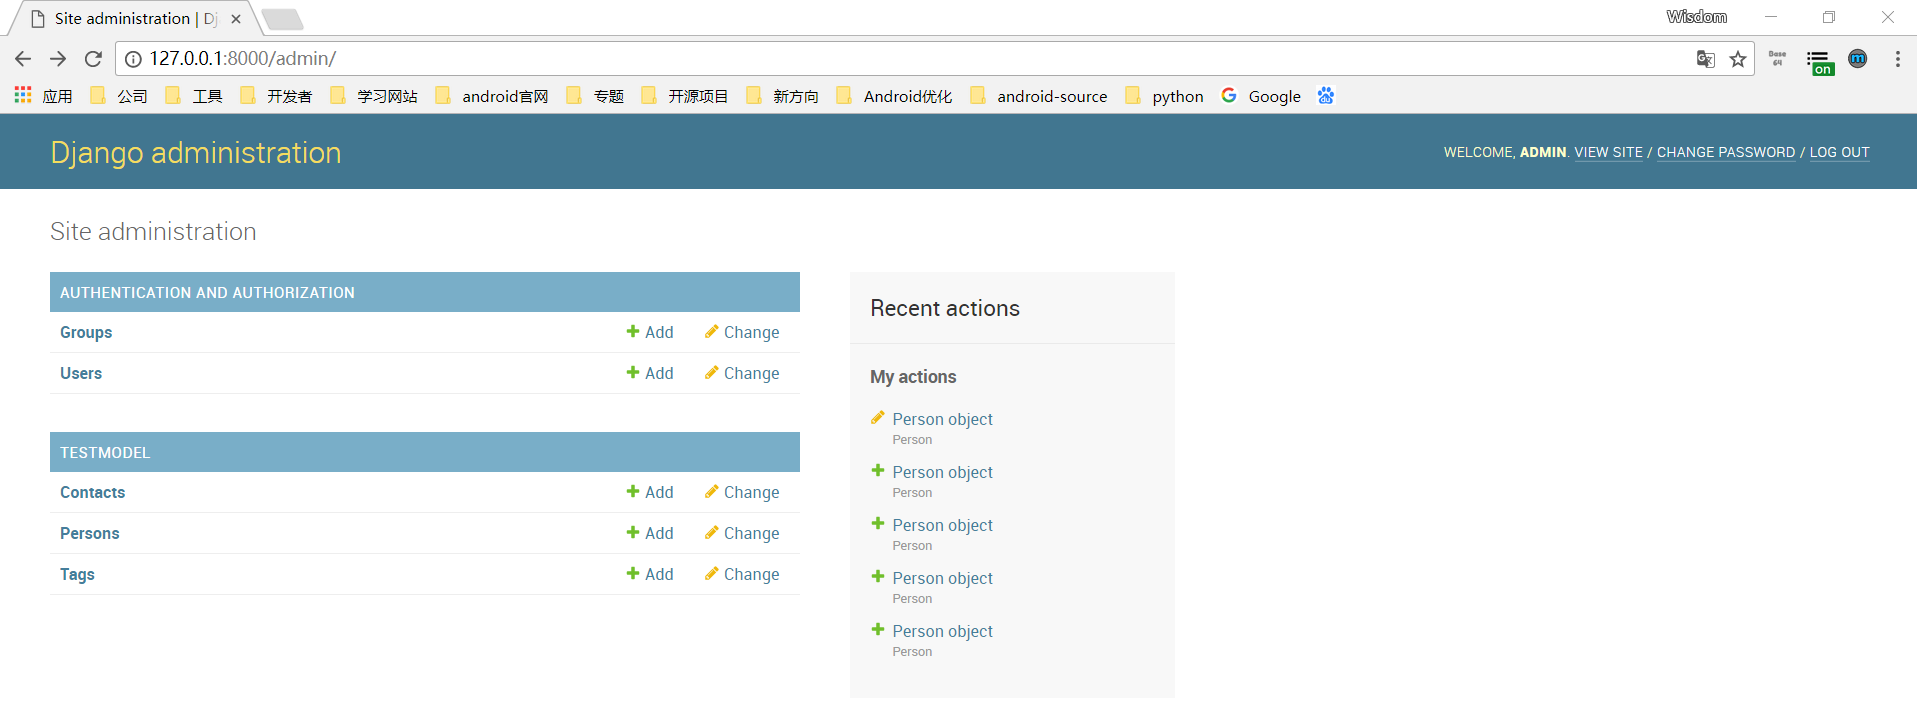 Site administration | Dj
Wisdom
127.0.0.1:8000/admin/
Base 64
on
m
应用 公司 工具 开发者 学习网站 android官网 专题 开源项目 新方向 Android优化 android-source python Google du
Django administration
WELCOME, ADMIN. VIEW SITE / CHANGE PASSWORD / LOG OUT
Site administration
AUTHENTICATION AND AUTHORIZATION
Groups Add Change
Users Add Change
TESTMODEL
Contacts Add Change
Persons Add Change
Tags Add Change
Recent actions
My actions
Person object
Person
Person object
Person
Person object
Person
Person object
Person
Person object
Person